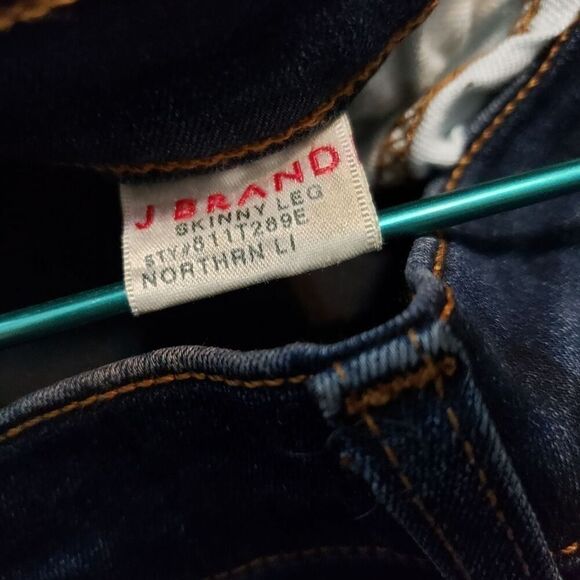 J BRAND
SKINNY LEG
STY#811T289E
NORTHRN LI